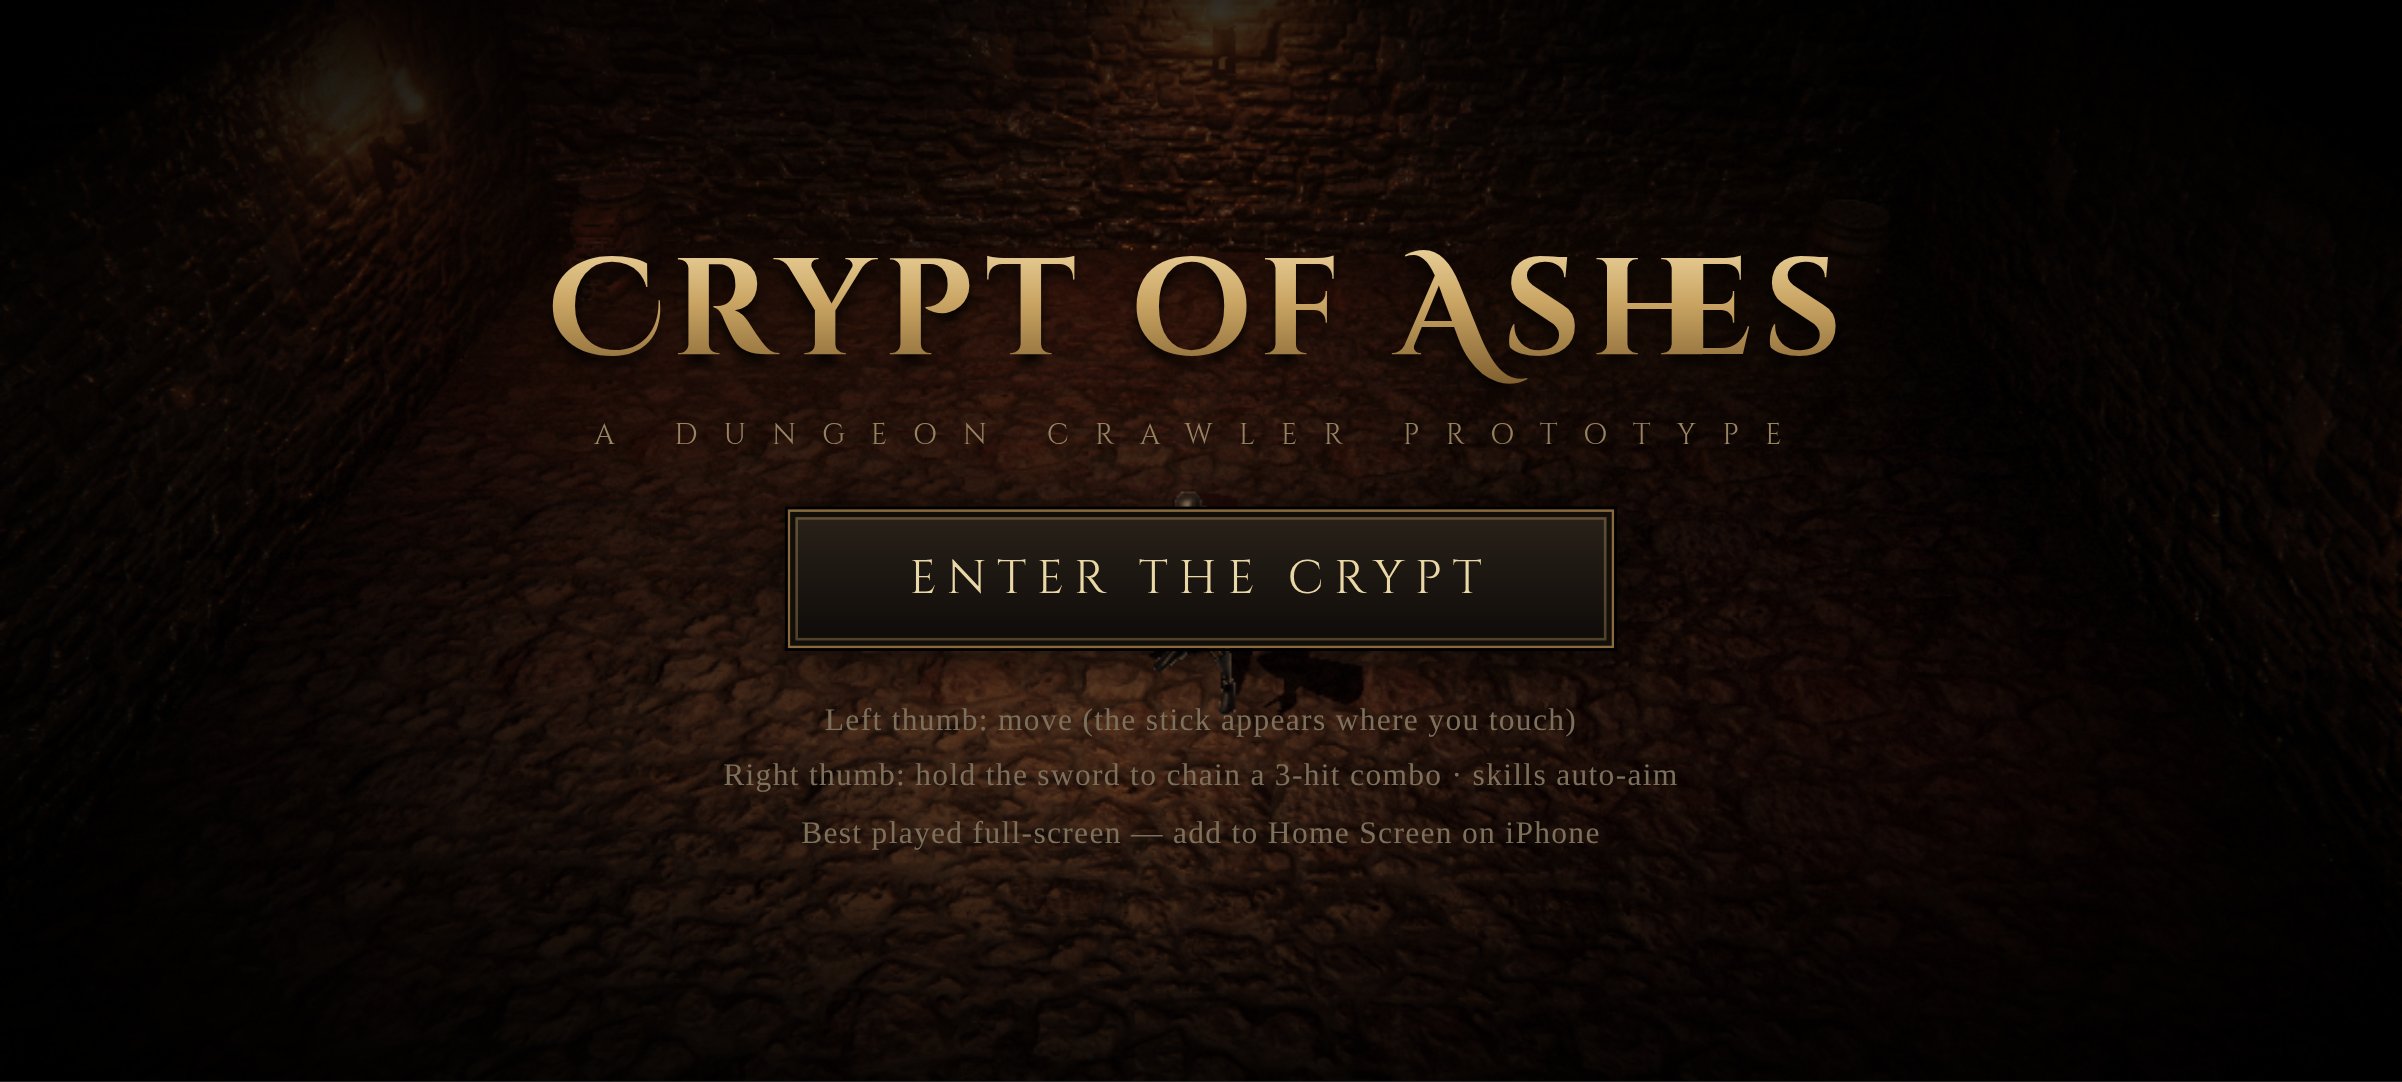 CRYPT OF ASHES
A DUNGEON CRAWLER PROTOTYPE
ENTER THE CRYPT
Left thumb: move (the stick appears where you touch)
Right thumb: hold the sword to chain a 3-hit combo · skills auto-aim
Best played full-screen — add to Home Screen on iPhone